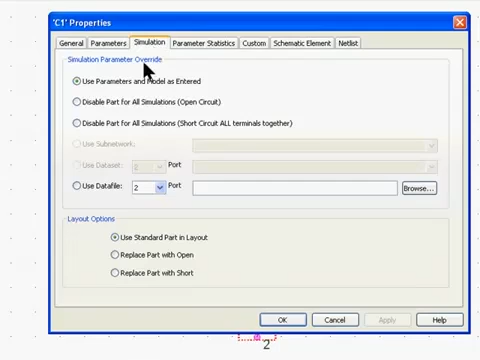 'C1' Properties
General Parameters Simulation Parameter Statistics Custom Schematic Element Netlist
Simulation Parameter Override
Use Parameters and Model as Entered
Disable Part for All Simulations (Open Circuit)
Disable Part for All Simulations (Short Circuit ALL terminals together)
Use Subnetwork:
Use Dataset: 2 Port
Use Datafile: 2 Port Browse...
Layout Options
Use Standard Part in Layout
Replace Part with Open
Replace Part with Short
OK Cancel Apply Help
2